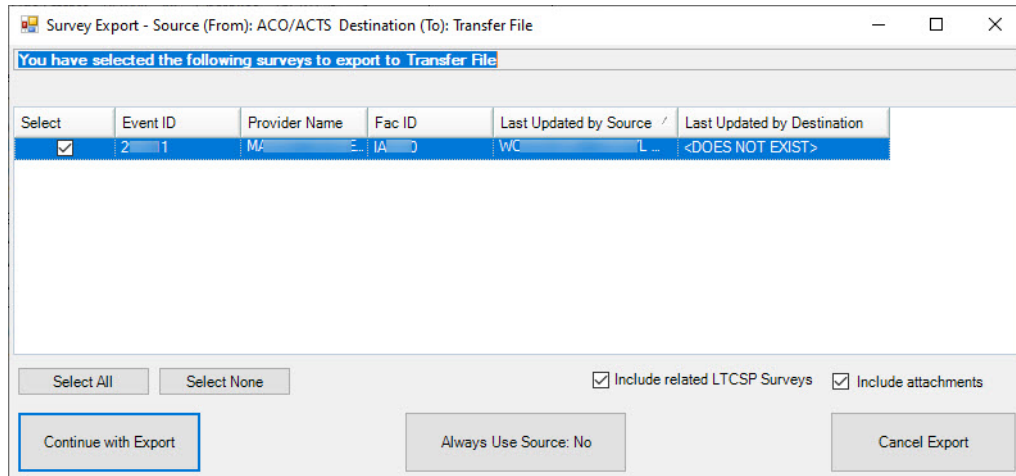 Survey Export - Source (From): ACO/ACTS Destination (To): Transfer File
You have selected the following surveys to export to Transfer File
Select Event ID Provider Name Fac ID Last Updated by Source Last Updated by Destination
<DOES NOT EXIST>
Select All Select None Include related LTCSP Surveys Include attachments
Continue with Export Always Use Source: No Cancel Export